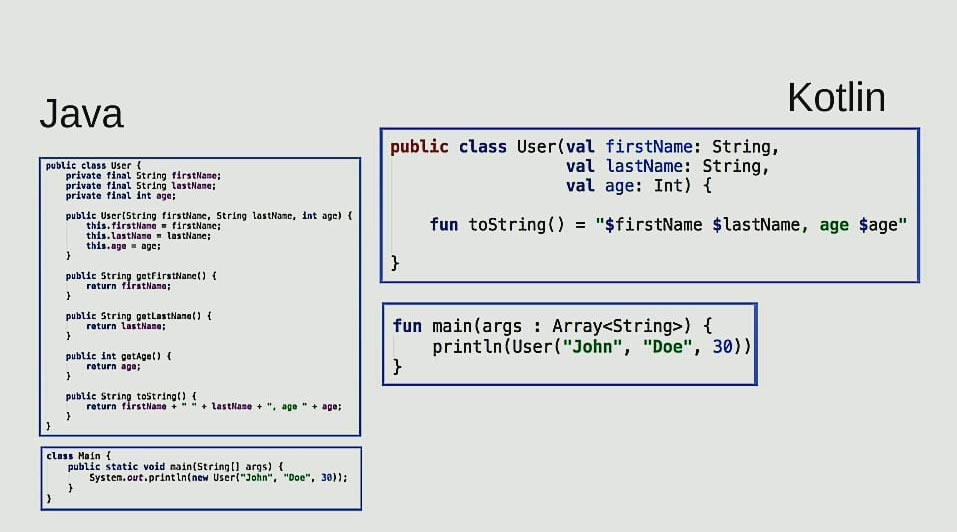 Java
public class User {
    private final String firstName;
    private final String lastName;
    private final int age;
    public User(String firstName, String lastName, int age) {
        this.firstName = firstName;
        this.lastName = lastName;
        this.age = age;
    }
    public String getFirstName() {
        return firstName;
    }
    public String getLastName() {
        return lastName;
    }
    public int getAge() {
        return age;
    }
    public String toString() {
        return firstName + " " + lastName + ", age " + age;
    }
}
class Main {
    public static void main(String[] args) {
        System.out.println(new User("John", "Doe", 30));
    }
}
Kotlin
public class User(val firstName: String,
                  val lastName: String,
                  val age: Int) {
    fun toString() = "$firstName $lastName, age $age"
}
fun main(args : Array<String>) {
    println(User("John", "Doe", 30))
}